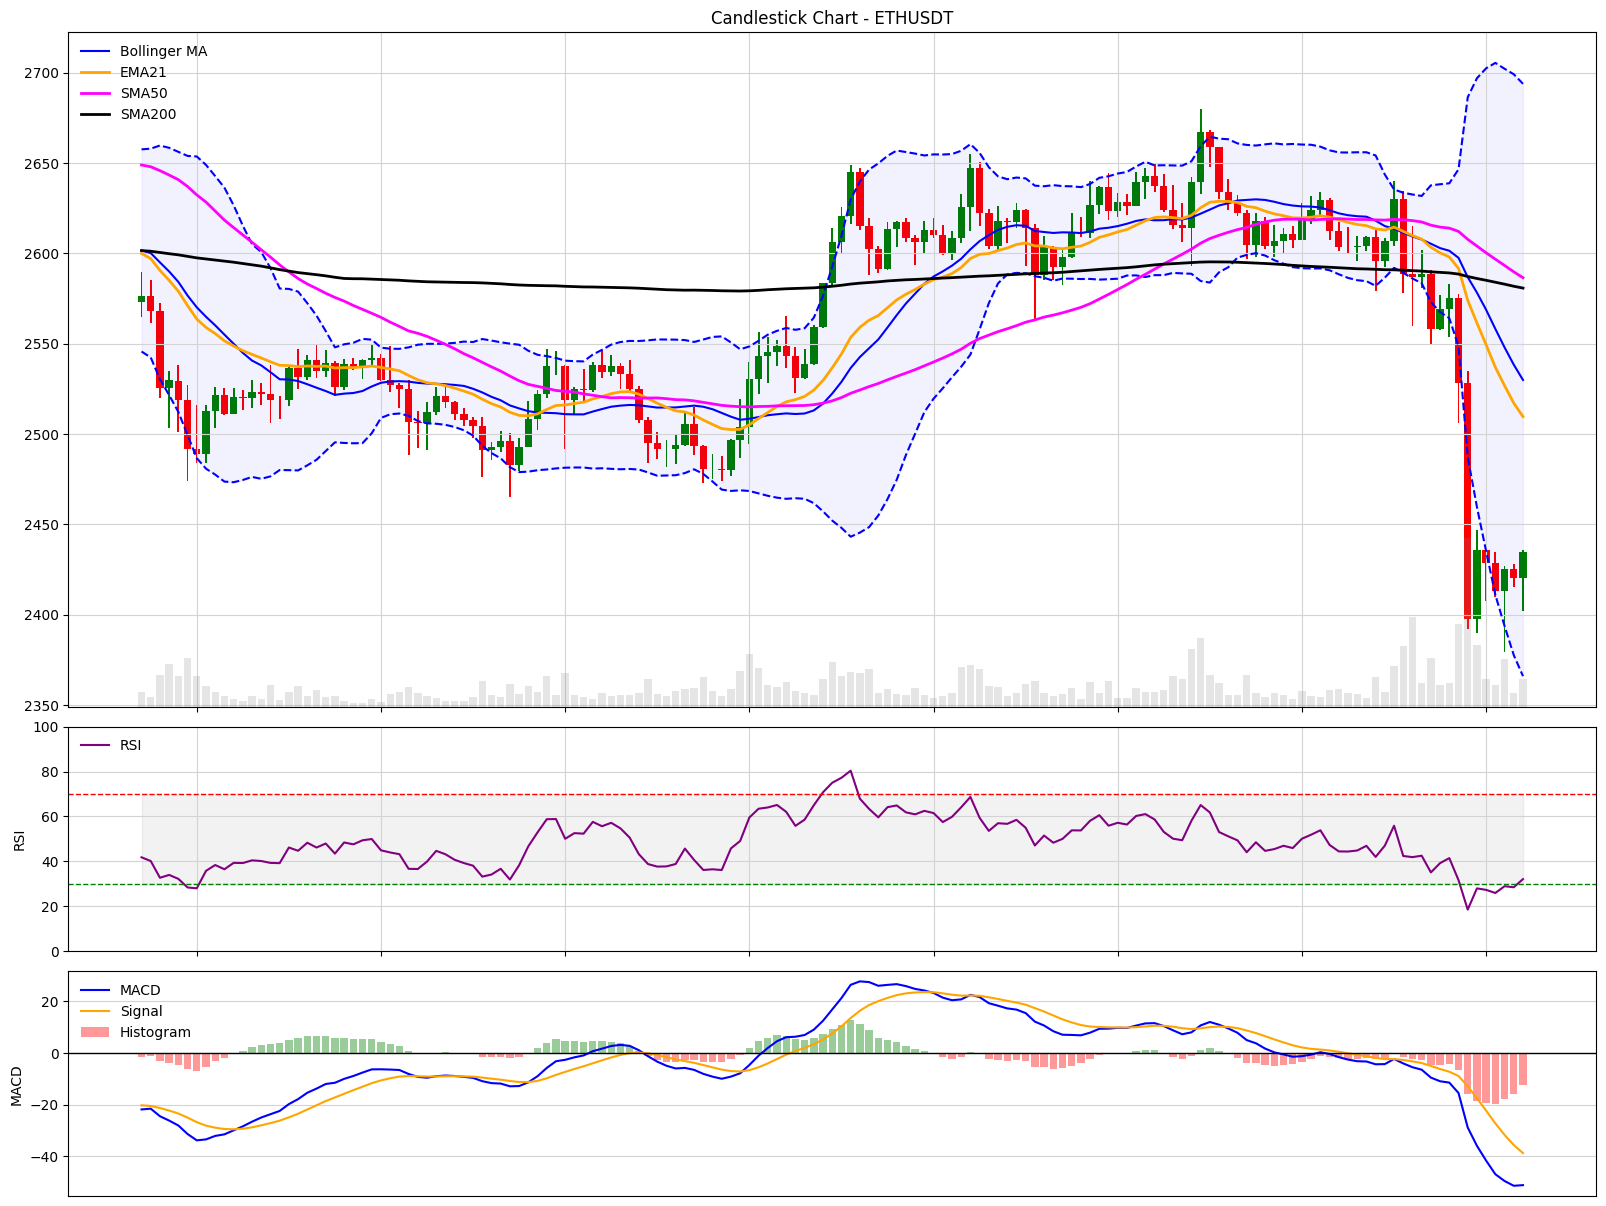 Candlestick Chart - ETHUSDT
Bollinger MA
EMA21
SMA50
SMA200
2700
2650
2600
2550
2500
2450
2400
2350
RSI
100
80
60
40
20
0
RSI
MACD
Signal
Histogram
20
0
−20
−40
MACD